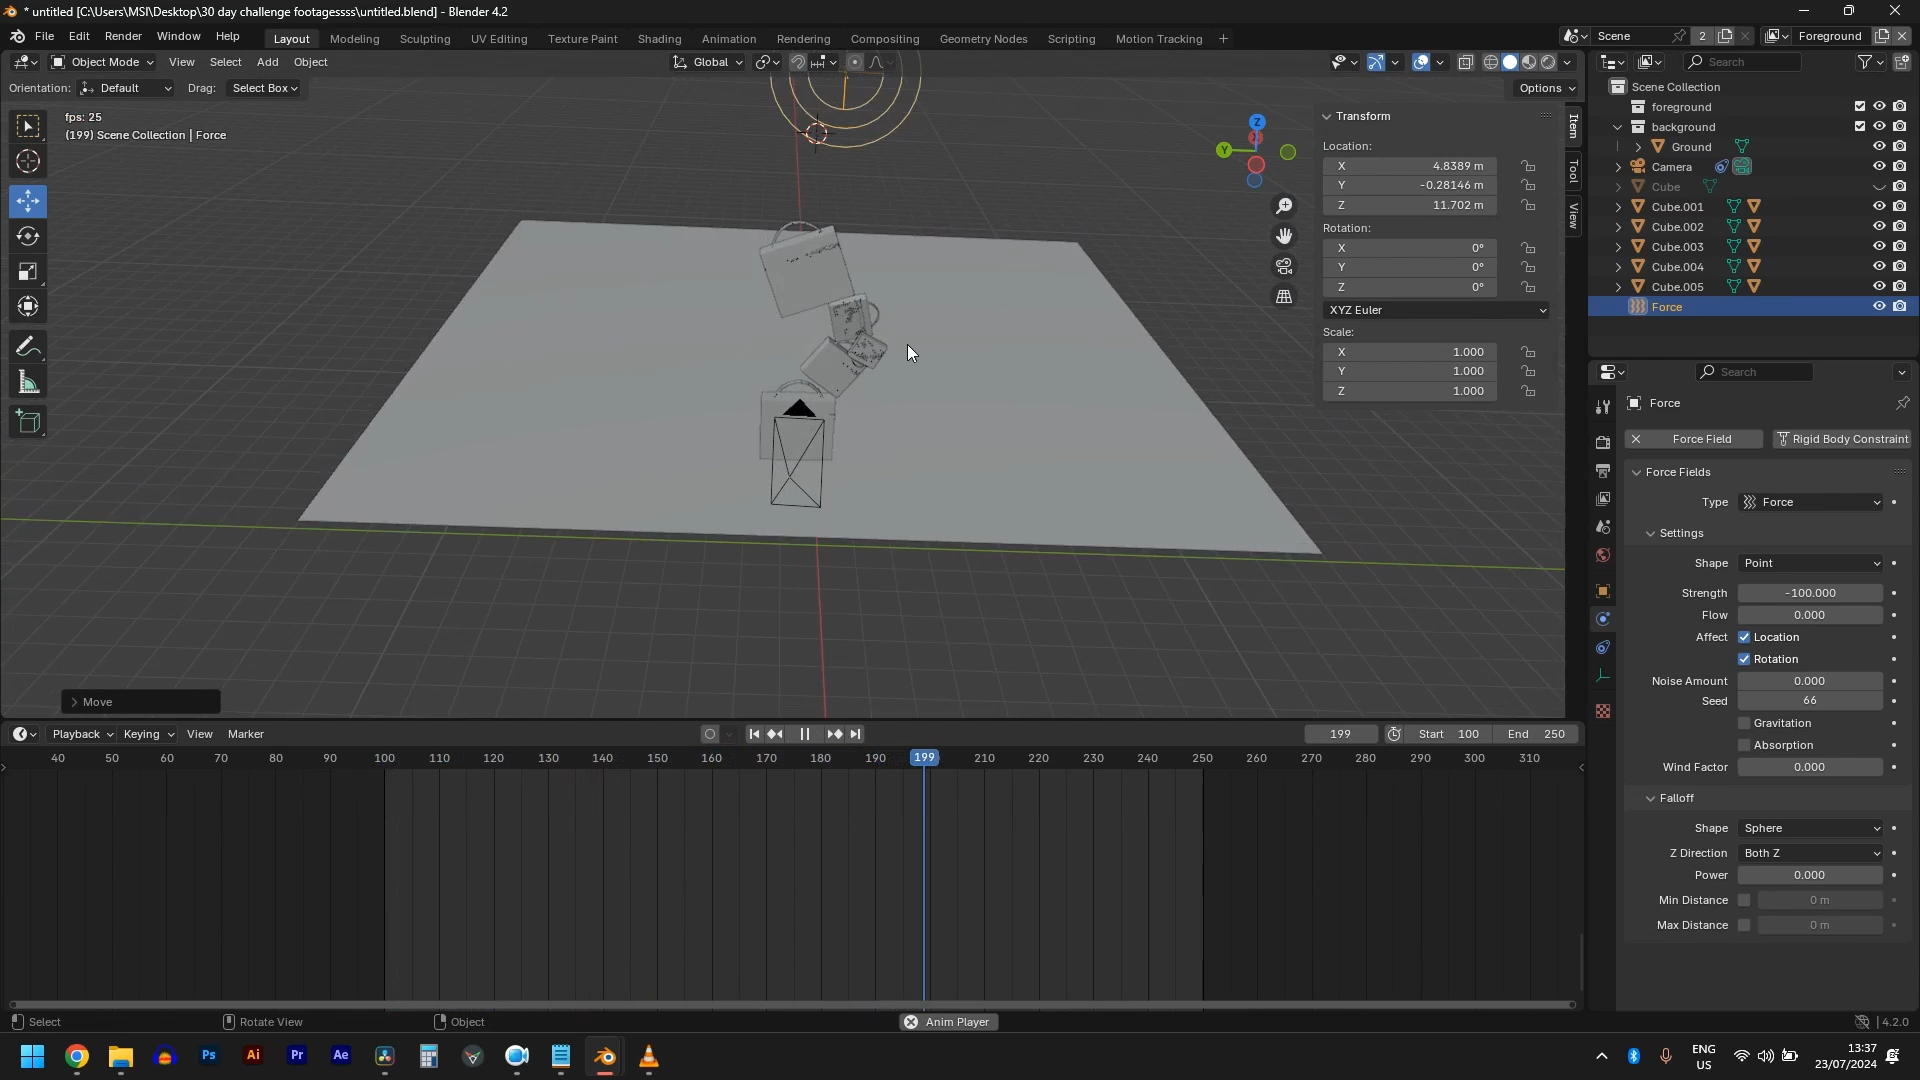 * untitled [C:\Users\MSI\Desktop\30 day challenge footagessss\untitled.blend] - Blender 4.2
File Edit Render Window Help Layout Modeling Sculpting UV Editing Texture Paint Shading Animation Rendering Compositing Geometry Nodes Scripting Motion Tracking + Scene 2 Foreground
Object Mode View Select Add Object Global Search
Orientation: Default Drag: Select Box Options
fps: 25
(199) Scene Collection | Force
Z
Y
X
Transform
Location:
X 4.8389 m
Y -0.28146 m
Z 11.702 m
Rotation:
X 0°
Y 0°
Z 0°
XYZ Euler
Scale:
X 1.000
Y 1.000
Z 1.000
Item
Tool
View
Scene Collection
foreground
background
Ground
Camera
Cube
Cube.001
Cube.002
Cube.003
Cube.004
Cube.005
Force
Search
Force
Force Field Rigid Body Constraint
Force Fields
Type Force
Settings
Shape Point
Strength -100.000
Flow 0.000
Affect Location
Rotation
Noise Amount 0.000
Seed 66
Gravitation
Absorption
Wind Factor 0.000
Falloff
Shape Sphere
Z Direction Both Z
Power 0.000
Min Distance 0 m
Max Distance 0 m
Move
Playback Keying View Marker 199 Start 100 End 250
40 50 60 70 80 90 100 110 120 130 140 150 160 170 180 190 199 210 220 230 240 250 260 270 280 290 300 310
Select Rotate View Object Anim Player 4.2.0
Ps Ai Pr Ae
ENG
US
13:37
23/07/2024